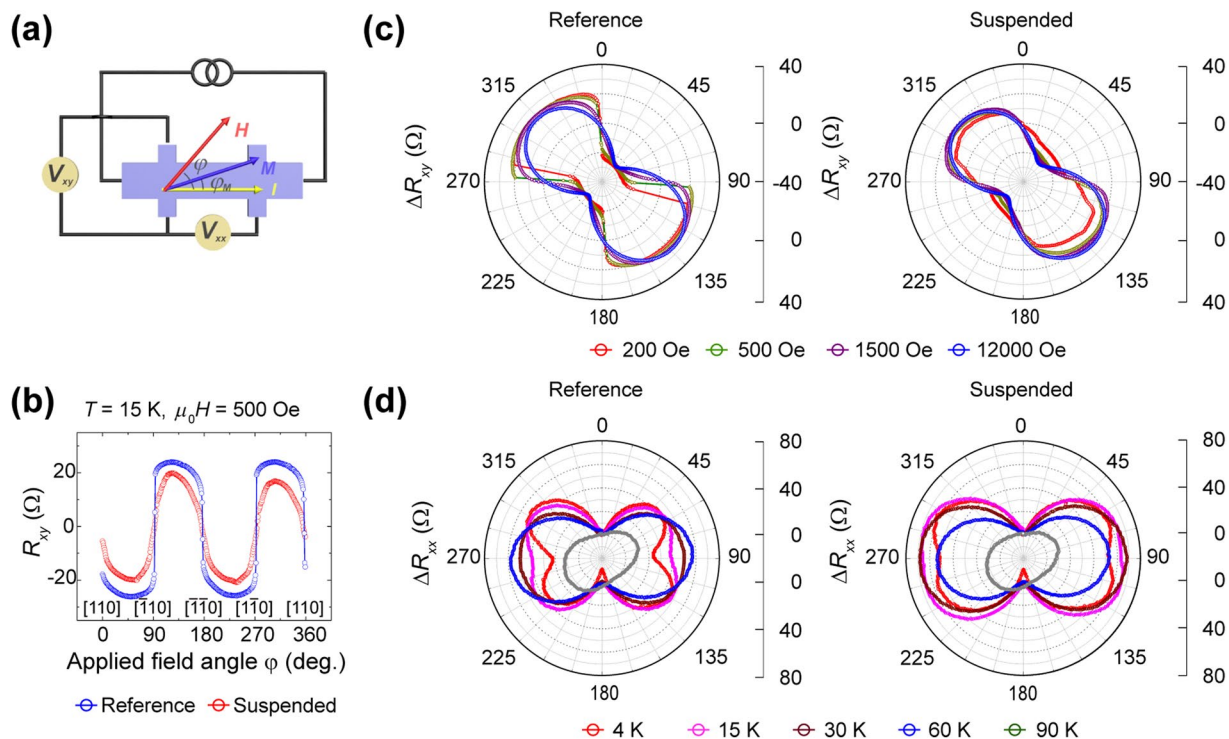 (a)
H
M
φ
φM
I
Vxy
Vxx
(b)
T = 15 K, μ0H = 500 Oe
Rxy (Ω)
20
0
-20
[110] [1̄10] [1̄1̄0] [11̄0] [110]
0 90 180 270 360
Applied field angle φ (deg.)
Reference Suspended
(c)
Reference
0
315 45
270 90
225 135
180
ΔRxy (Ω)
40
0
-40
0
40
Suspended
0
315 45
270 90
225 135
180
ΔRxy (Ω)
40
0
-40
0
40
200 Oe 500 Oe 1500 Oe 12000 Oe
(d)
Reference
0
315 45
270 90
225 135
180
ΔRxx (Ω)
80
40
0
0
40
80
Suspended
0
315 45
270 90
225 135
180
ΔRxx (Ω)
80
40
0
0
40
80
4 K 15 K 30 K 60 K 90 K